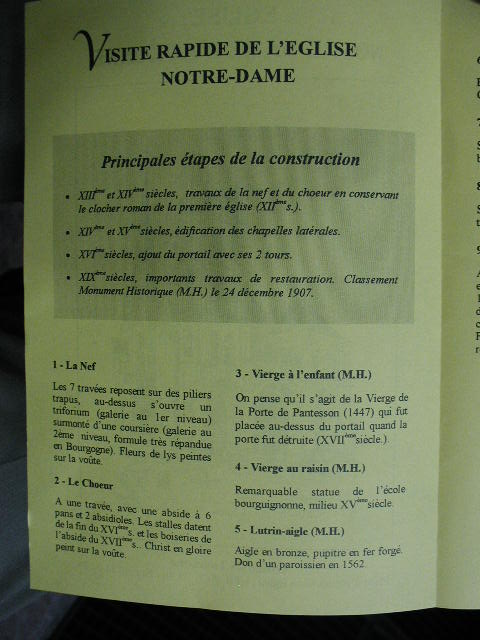 VISITE RAPIDE DE L'EGLISE
NOTRE-DAME
Principales étapes de la construction
• XIIIème et XIVème siècles, travaux de la nef et du choeur en conservant
le clocher roman de la première église (XIIème s.).
• XIVème et XVème siècles, édification des chapelles latérales.
• XVIème siècles, ajout du portail avec ses 2 tours.
• XIXème siècles, importants travaux de restauration. Classement
Monument Historique (M.H.) le 24 décembre 1907.
1 - La Nef
Les 7 travées reposent sur des piliers
trapus, au-dessus s'ouvre un
triforium (galerie au 1er niveau)
surmonté d'une coursière (galerie au
2ème niveau, formule très répandue
en Bourgogne). Fleurs de lys peintes
sur la voûte.
2 - Le Choeur
A une travée, avec une abside à 6
pans et 2 absidioles. Les stalles datent
de la fin du XVIème s. et les boiseries de
l'abside du XVIIème s.. Christ en gloire
peint sur la voûte.
3 - Vierge à l'enfant (M.H.)
On pense qu'il s'agit de la Vierge de
la Porte de Pantesson (1447) qui fut
placée au-dessus du portail quand la
porte fut détruite (XVIIème siècle.).
4 - Vierge au raisin (M.H.)
Remarquable statue de l'école
bourguignonne, milieu XVème siècle.
5 - Lutrin-aigle (M.H.)
Aigle en bronze, pupitre en fer forgé.
Don d'un paroissien en 1562.